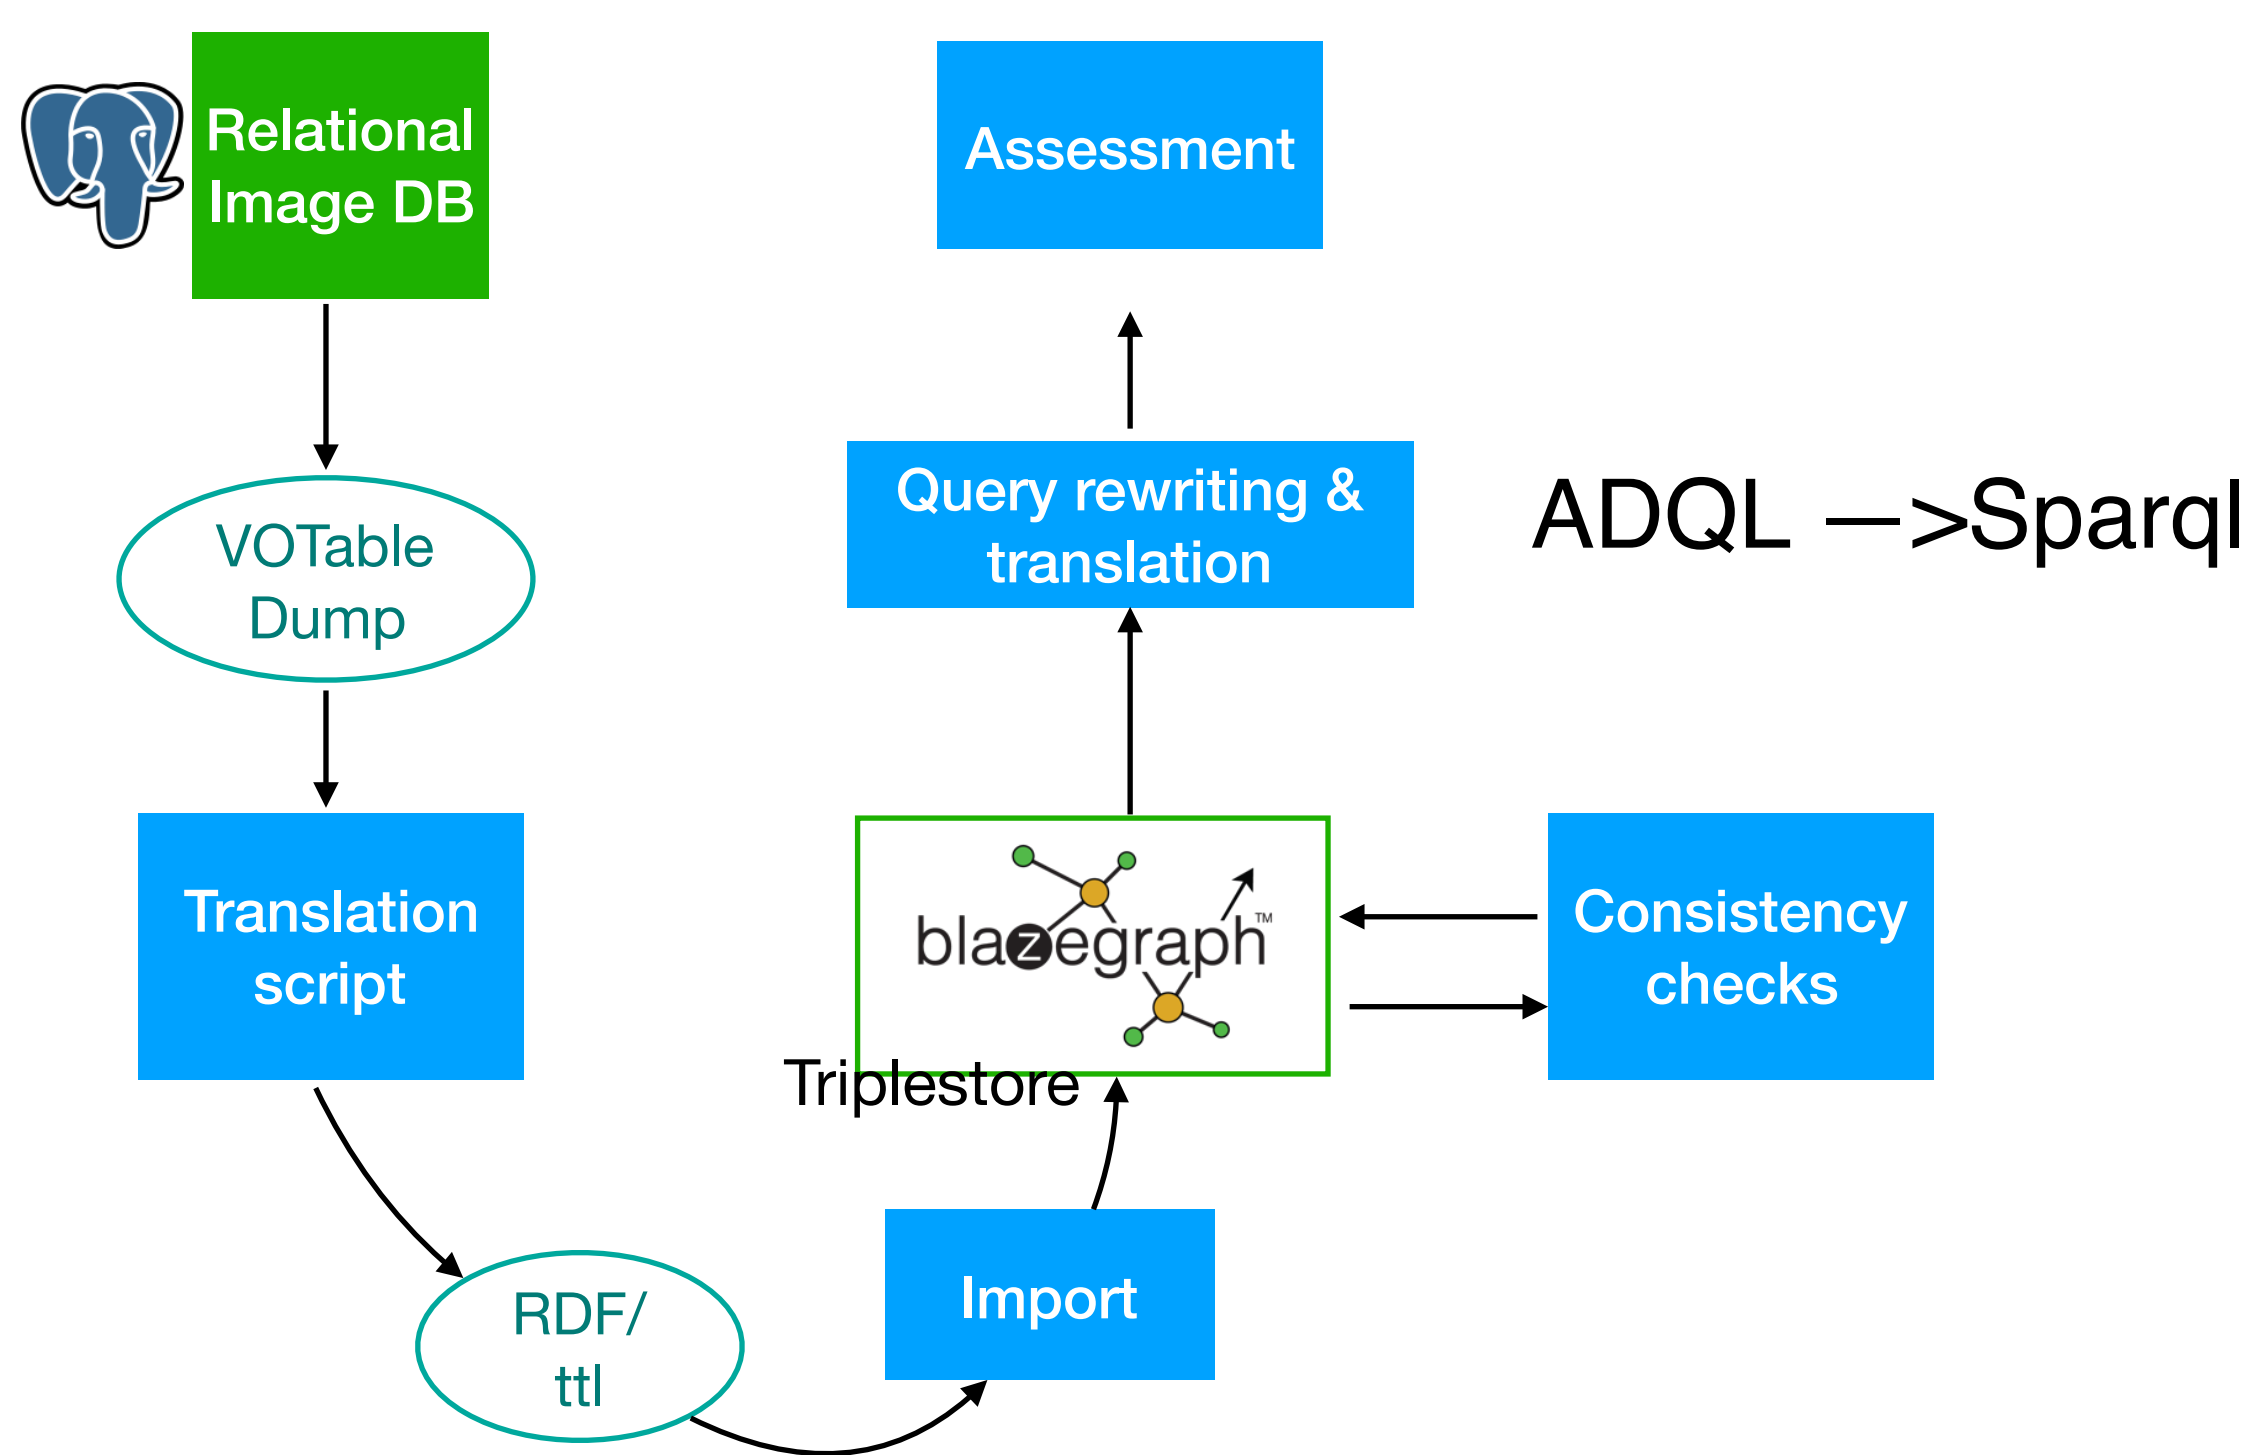 Relational
Image DB
VOTable
Dump
Translation
script
RDF/
ttl
Import
blazegraph™
Triplestore
Consistency
checks
Query rewriting &
translation
ADQL —>Sparql
Assessment